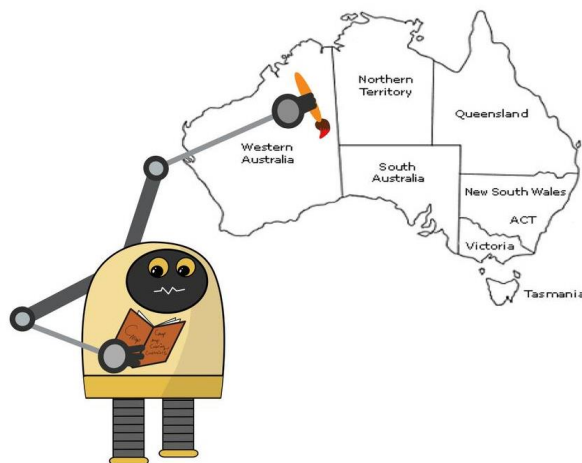 Northern
Territory
Queensland
Western
Australia
South
Australia
New South Wales
ACT
Victoria
Tasmania